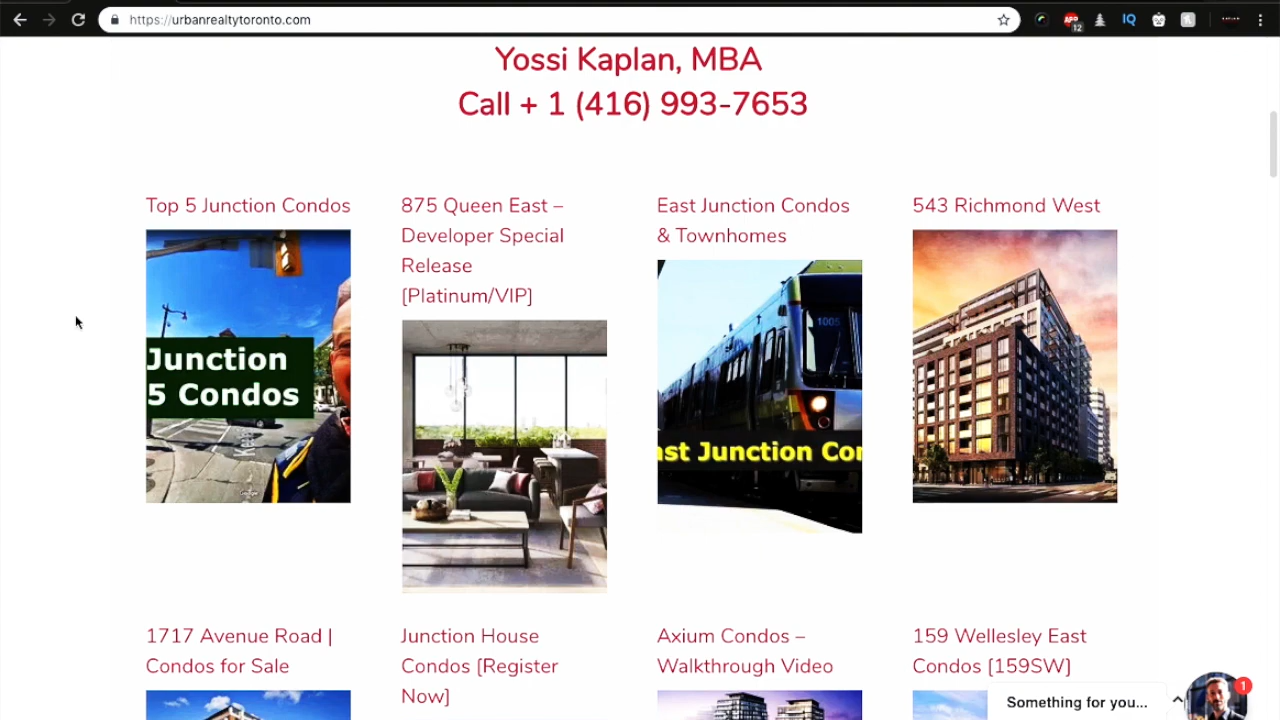 https://urbanrealtytoronto.com
12
IQ
Yossi Kaplan, MBA
Call + 1 (416) 993-7653
Top 5 Junction Condos
Junction
5 Condos
875 Queen East –
Developer Special
Release
[Platinum/VIP]
East Junction Condos
& Townhomes
1005
ast Junction Con
543 Richmond West
1717 Avenue Road |
Condos for Sale
Junction House
Condos [Register
Now]
Axium Condos –
Walkthrough Video
159 Wellesley East
Condos [159SW]
Something for you...
1